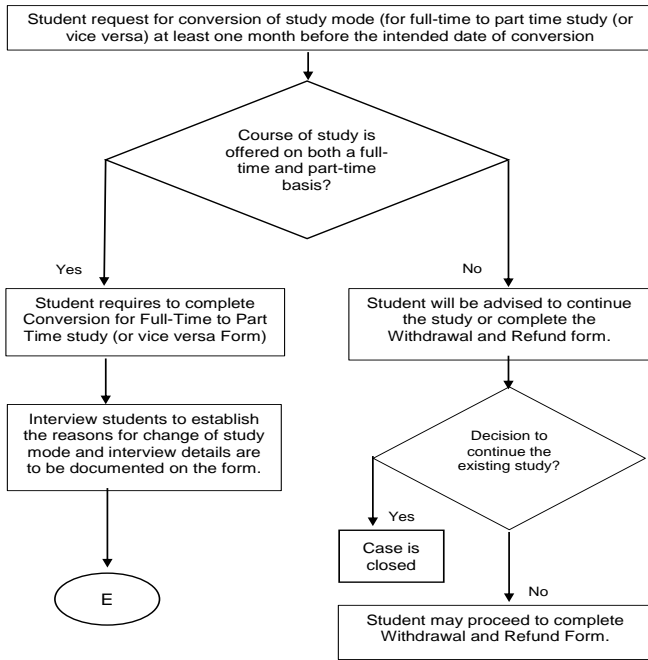 Student request for conversion of study mode (for full-time to part time study (or
vice versa) at least one month before the intended date of conversion
Course of study is
offered on both a full-
time and part-time
basis?
Yes
No
Student requires to complete
Conversion for Full-Time to Part
Time study (or vice versa Form)
Student will be advised to continue
the study or complete the
Withdrawal and Refund form.
Interview students to establish
the reasons for change of study
mode and interview details are
to be documented on the form.
Decision to
continue the
existing study?
Yes
Case is
closed
E
No
Student may proceed to complete
Withdrawal and Refund Form.